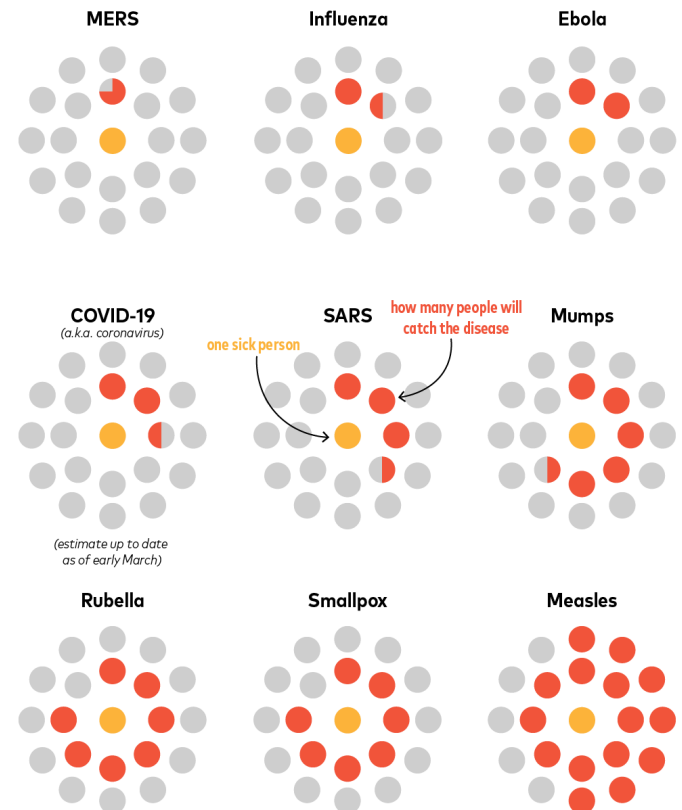 MERS
Influenza
Ebola
COVID-19
(a.k.a. coronavirus)
SARS
how many people will
catch the disease
Mumps
one sick person
(estimate up to date
as of early March)
Rubella
Smallpox
Measles